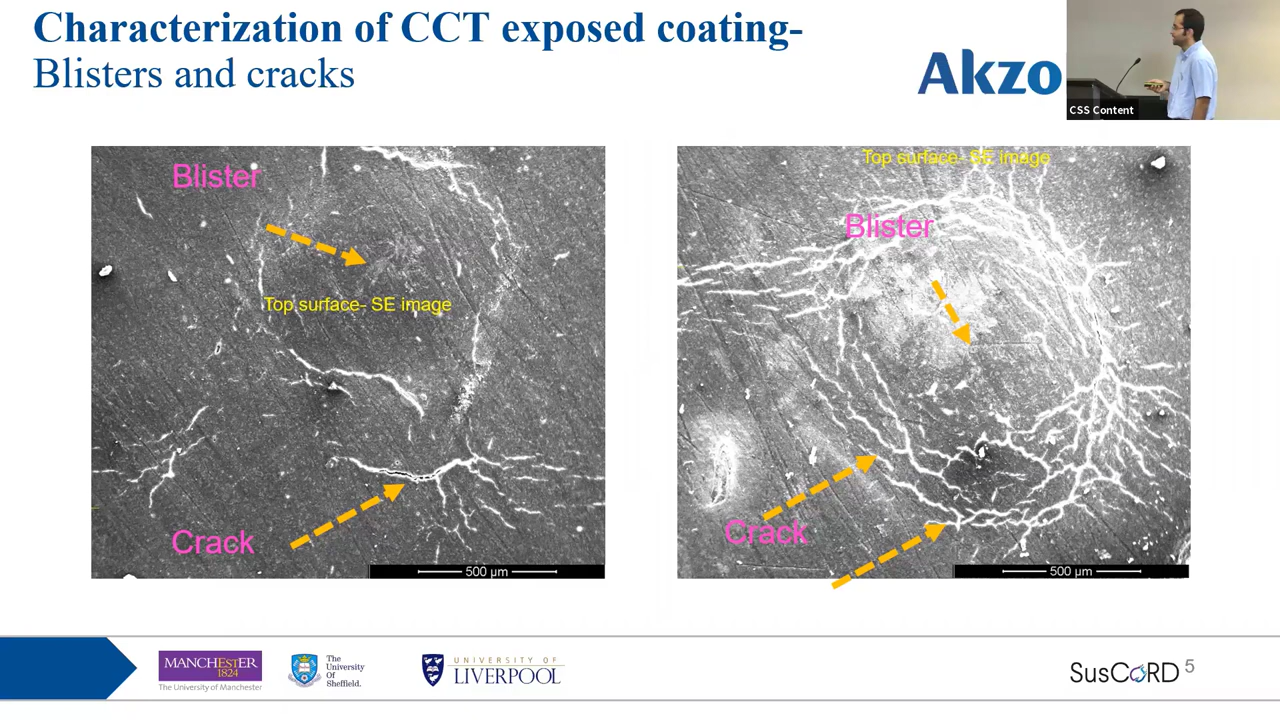 Characterization of CCT exposed coating-
Blisters and cracks
Akzo
CSS Content
Blister
Top surface- SE image
Crack
500 µm
Top surface- SE image
Blister
Crack
500 µm
MANCHESTER
1824
The University of Manchester
The
University
Of
Sheffield.
UNIVERSITY OF
LIVERPOOL
SusCoRD
5